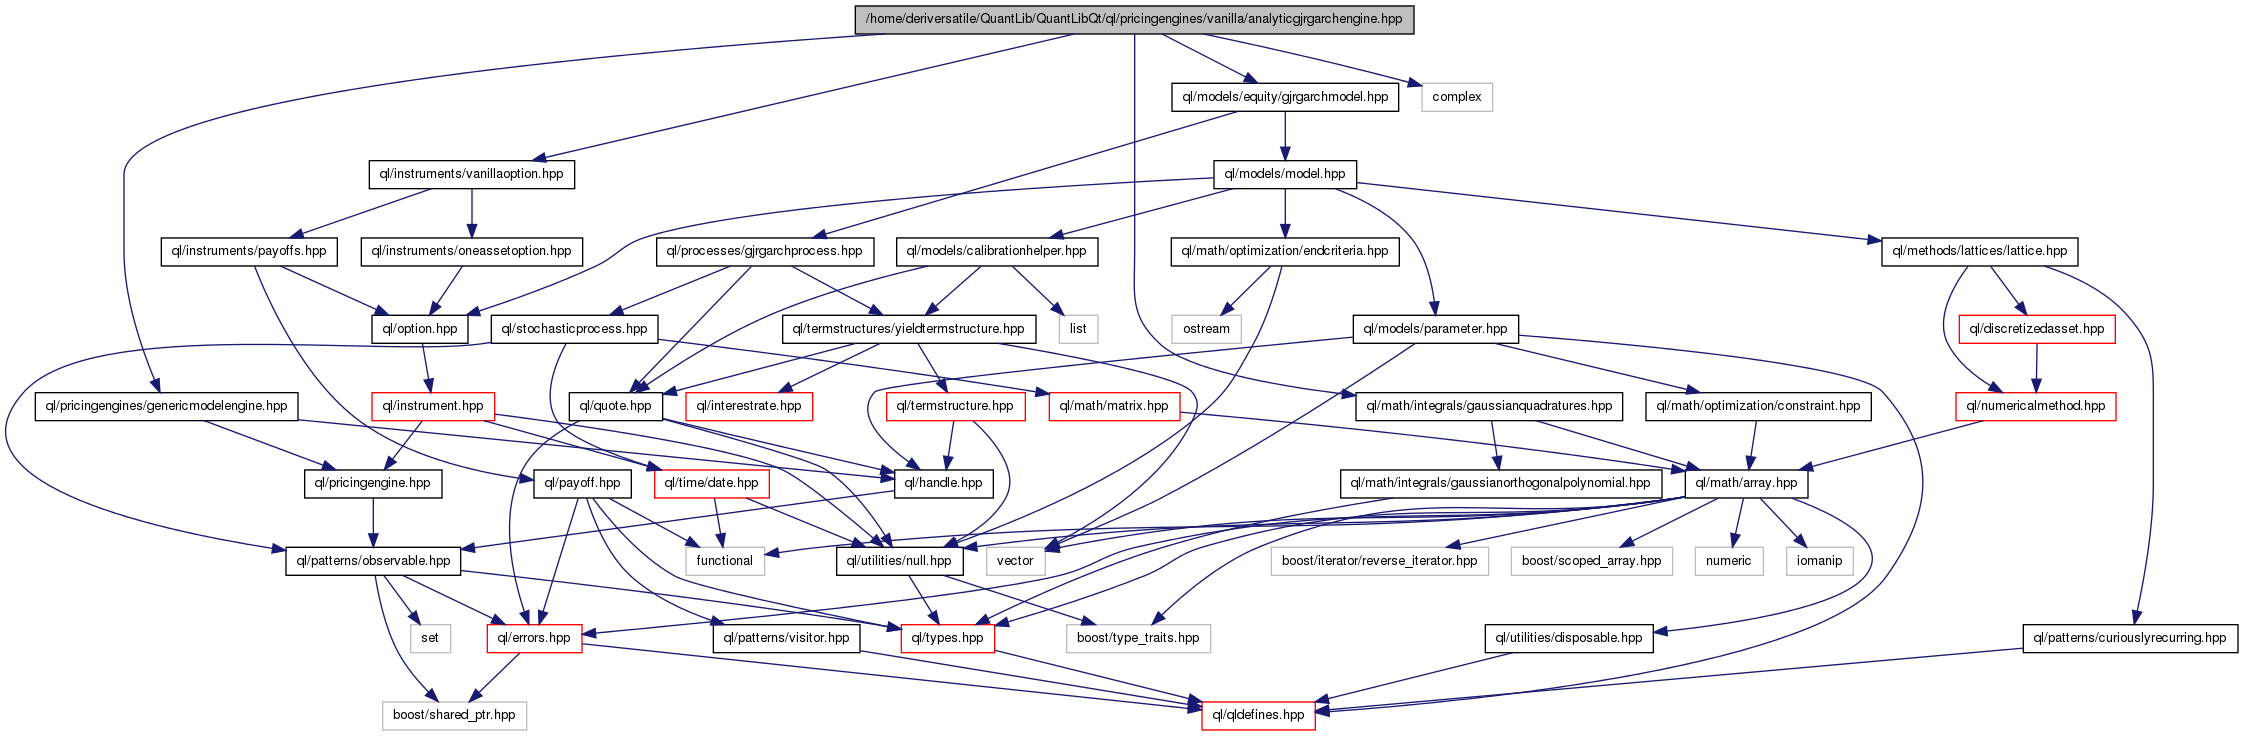 /home/deriversatile/QuantLib/QuantLibQt/ql/pricingengines/vanilla/analyticgjrgarchengine.hpp
ql/models/equity/gjrgarchmodel.hpp
complex
ql/instruments/vanillaoption.hpp
ql/models/model.hpp
ql/instruments/payoffs.hpp
ql/instruments/oneassetoption.hpp
ql/processes/gjrgarchprocess.hpp
ql/models/calibrationhelper.hpp
ql/math/optimization/endcriteria.hpp
ql/methods/lattices/lattice.hpp
ql/option.hpp
ql/stochasticprocess.hpp
ql/termstructures/yieldtermstructure.hpp
list
ostream
ql/models/parameter.hpp
ql/discretizedasset.hpp
ql/pricingengines/genericmodelengine.hpp
ql/instrument.hpp
ql/quote.hpp
ql/interestrate.hpp
ql/termstructure.hpp
ql/math/matrix.hpp
ql/math/integrals/gaussianquadratures.hpp
ql/math/optimization/constraint.hpp
ql/numericalmethod.hpp
ql/pricingengine.hpp
ql/payoff.hpp
ql/time/date.hpp
ql/handle.hpp
ql/math/integrals/gaussianorthogonalpolynomial.hpp
ql/math/array.hpp
ql/patterns/observable.hpp
functional
ql/utilities/null.hpp
vector
boost/iterator/reverse_iterator.hpp
boost/scoped_array.hpp
numeric
iomanip
set
ql/errors.hpp
ql/patterns/visitor.hpp
ql/types.hpp
boost/type_traits.hpp
ql/utilities/disposable.hpp
ql/patterns/curiouslyrecurring.hpp
boost/shared_ptr.hpp
ql/qldefines.hpp